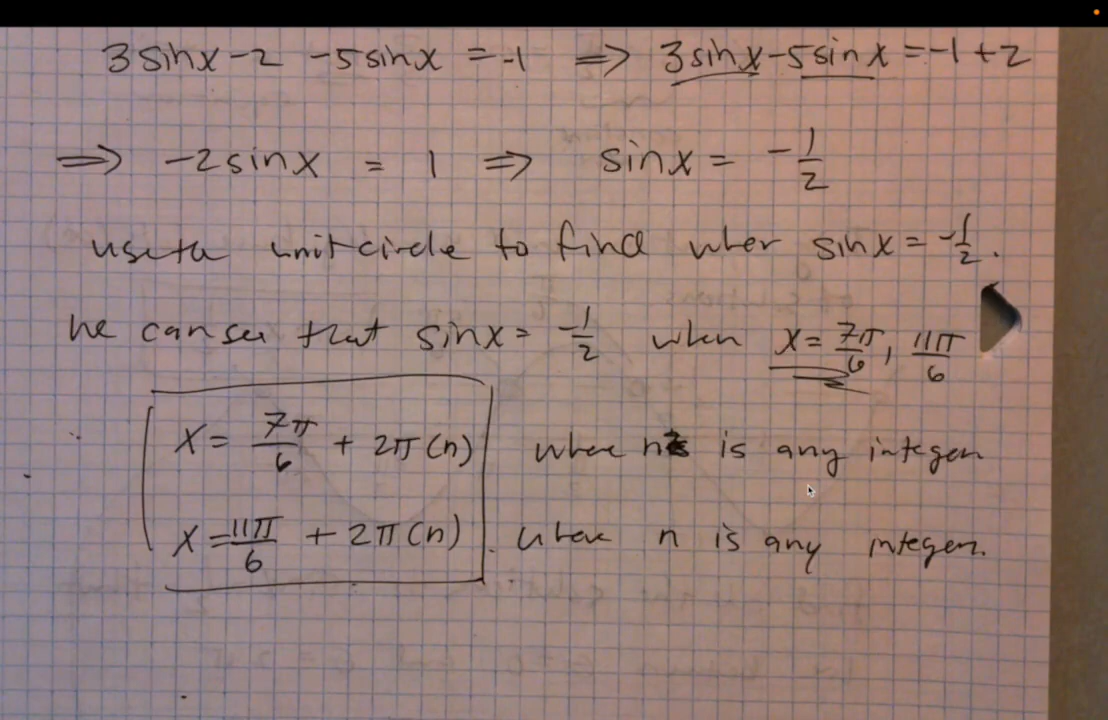 3sinx-2 -5sinx = -1 ⇒ 3sinx-5sinx = -1+2
⇒ -2sinx = 1 ⇒ sinx = -1/2
use the unit circle to find wher sinx = -1/2.
We can see that sinx = -1/2 when x = 7π/6, 11π/6
x = 7π/6 + 2π(n) where n is any integer
x = 11π/6 + 2π(n). where n is any integer.